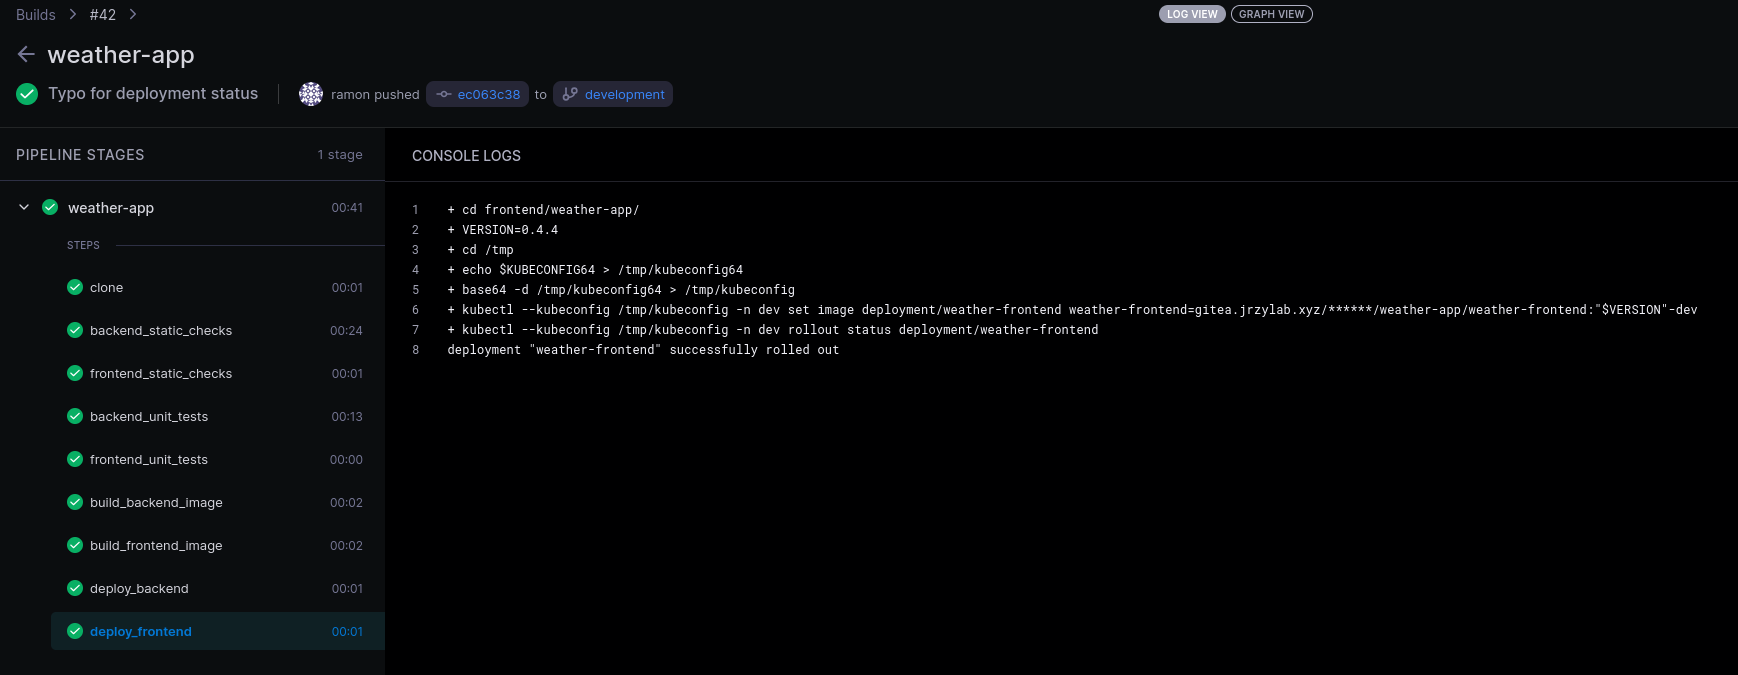 Builds > #42 >
LOG VIEW GRAPH VIEW
weather-app
Typo for deployment status ramon pushed ec063c38 to development
PIPELINE STAGES 1 stage
weather-app 00:41
STEPS
clone 00:01
backend_static_checks 00:24
frontend_static_checks 00:01
backend_unit_tests 00:13
frontend_unit_tests 00:00
build_backend_image 00:02
build_frontend_image 00:02
deploy_backend 00:01
deploy_frontend 00:01
CONSOLE LOGS
1 + cd frontend/weather-app/
2 + VERSION=0.4.4
3 + cd /tmp
4 + echo $KUBECONFIG64 > /tmp/kubeconfig64
5 + base64 -d /tmp/kubeconfig64 > /tmp/kubeconfig
6 + kubectl --kubeconfig /tmp/kubeconfig -n dev set image deployment/weather-frontend weather-frontend=gitea.jrzylab.xyz/******/weather-app/weather-frontend:"$VERSION"-dev
7 + kubectl --kubeconfig /tmp/kubeconfig -n dev rollout status deployment/weather-frontend
8 deployment "weather-frontend" successfully rolled out